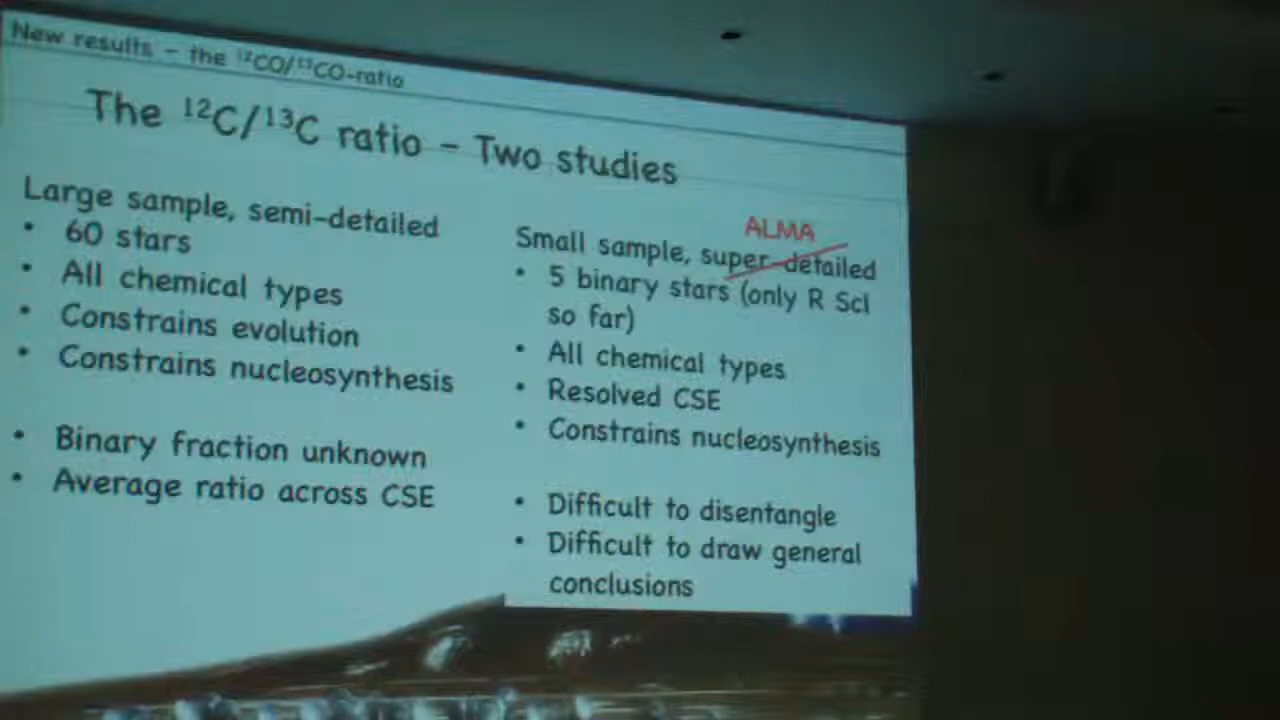 New results - the ¹²CO/¹³CO-ratio
The ¹²C/¹³C ratio - Two studies
Large sample, semi-detailed
• 60 stars
• All chemical types
• Constrains evolution
• Constrains nucleosynthesis
• Binary fraction unknown
• Average ratio across CSE
ALMA
Small sample, super-detailed
• 5 binary stars (only R Scl
so far)
• All chemical types
• Resolved CSE
• Constrains nucleosynthesis
• Difficult to disentangle
• Difficult to draw general
conclusions